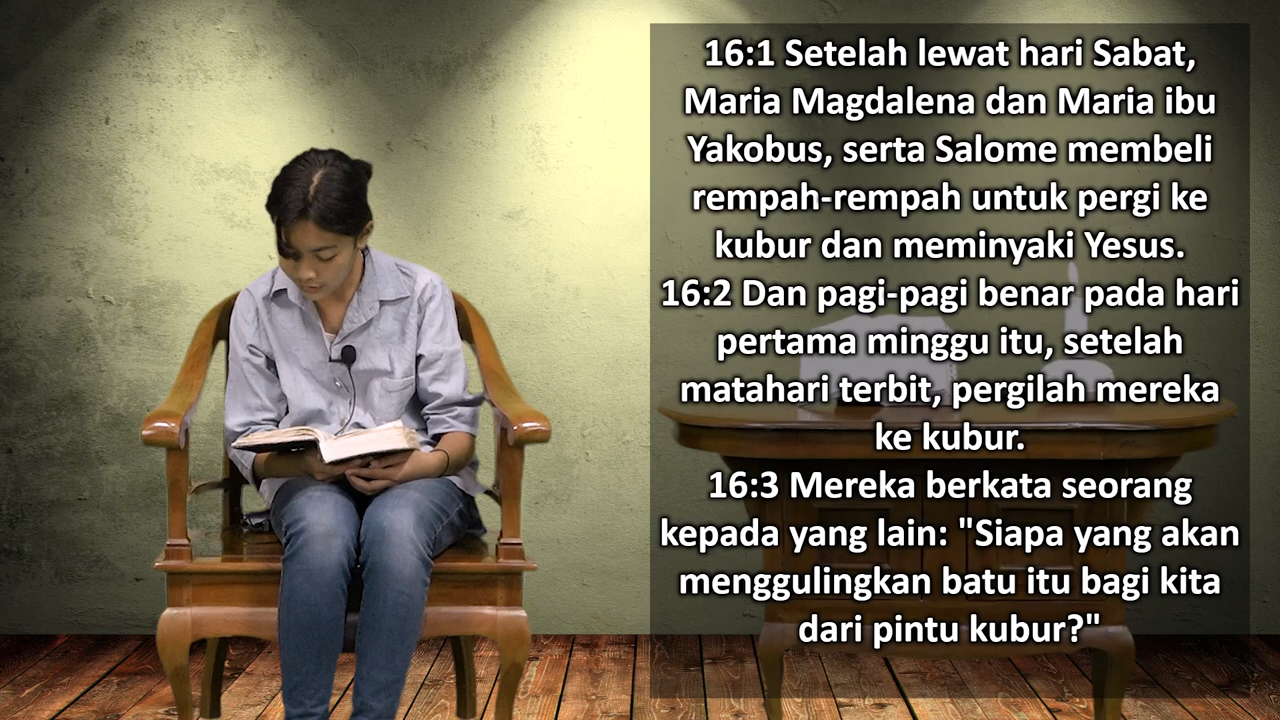 16:1 Setelah lewat hari Sabat,
Maria Magdalena dan Maria ibu
Yakobus, serta Salome membeli
rempah-rempah untuk pergi ke
kubur dan meminyaki Yesus.
16:2 Dan pagi-pagi benar pada hari
pertama minggu itu, setelah
matahari terbit, pergilah mereka
ke kubur.
16:3 Mereka berkata seorang
kepada yang lain: "Siapa yang akan
menggulingkan batu itu bagi kita
dari pintu kubur?"